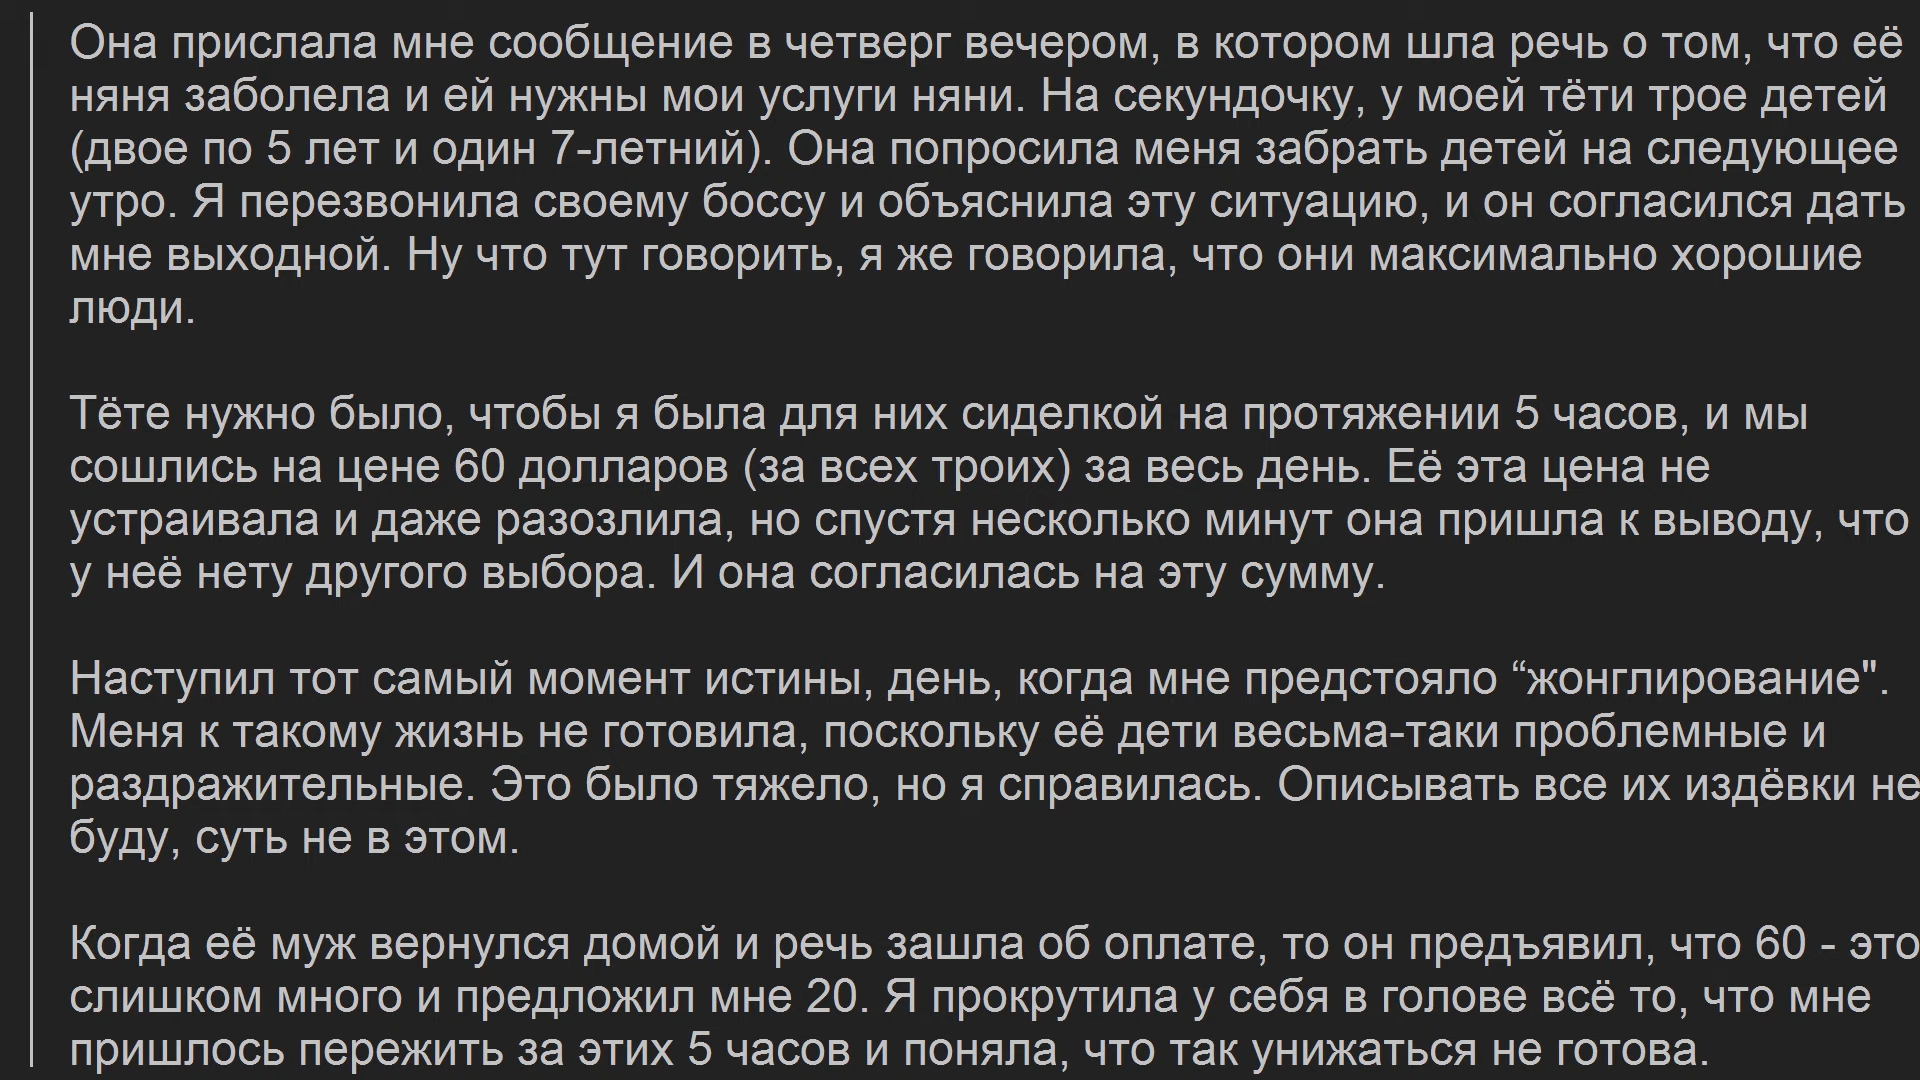 Она прислала мне сообщение в четверг вечером, в котором шла речь о том, что её
няня заболела и ей нужны мои услуги няни. На секундочку, у моей тёти трое детей
(двое по 5 лет и один 7-летний). Она попросила меня забрать детей на следующее
утро. Я перезвонила своему боссу и объяснила эту ситуацию, и он согласился дать
мне выходной. Ну что тут говорить, я же говорила, что они максимально хорошие
люди.
Тёте нужно было, чтобы я была для них сиделкой на протяжении 5 часов, и мы
сошлись на цене 60 долларов (за всех троих) за весь день. Её эта цена не
устраивала и даже разозлила, но спустя несколько минут она пришла к выводу, что
у неё нету другого выбора. И она согласилась на эту сумму.
Наступил тот самый момент истины, день, когда мне предстояло “жонглирование".
Меня к такому жизнь не готовила, поскольку её дети весьма-таки проблемные и
раздражительные. Это было тяжело, но я справилась. Описывать все их издёвки не
буду, суть не в этом.
Когда её муж вернулся домой и речь зашла об оплате, то он предъявил, что 60 - это
слишком много и предложил мне 20. Я прокрутила у себя в голове всё то, что мне
пришлось пережить за этих 5 часов и поняла, что так унижаться не готова.